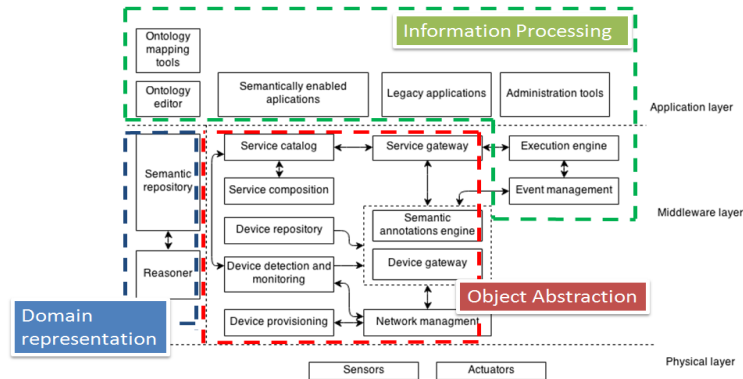 Information Processing
Ontology
mapping
tools
Ontology
editor
Semantically enabled
aplications
Legacy applications
Administration tools
Application layer
Service catalog
Service gateway
Execution engine
Semantic
repository
Service composition
Event management
Middleware layer
Device repository
Semantic
annotations engine
Reasoner
Device detection and
monitoring
Device gateway
Object Abstraction
Domain
representation
Device provisioning
Network managment
Physical layer
Sensors
Actuators